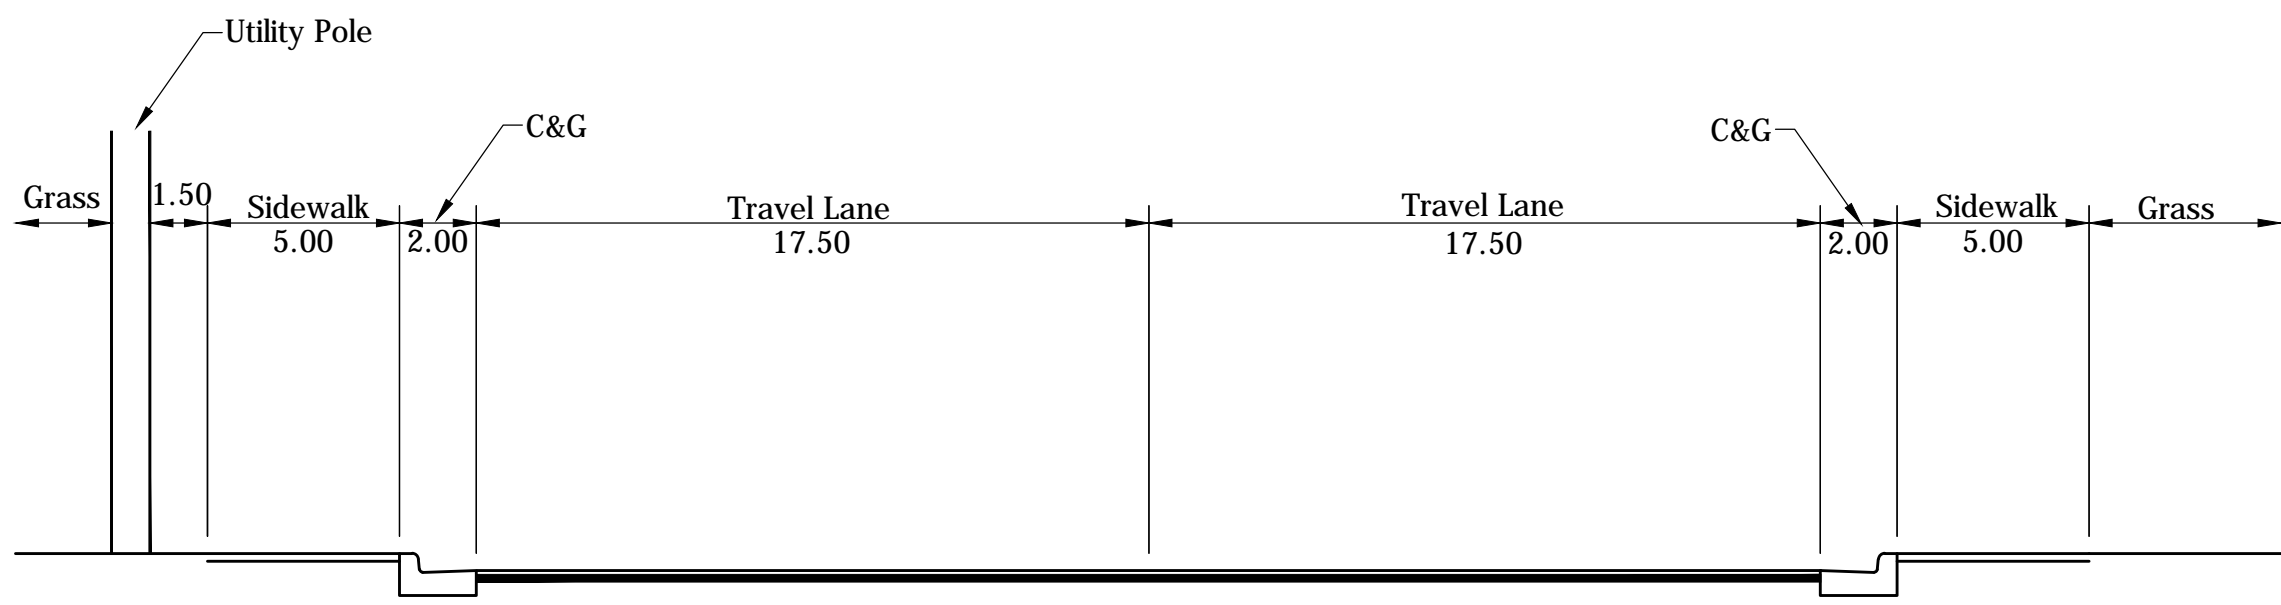 Utility Pole
C&G
C&G
Grass
1.50
Sidewalk
5.00
2.00
Travel Lane
17.50
Travel Lane
17.50
2.00
Sidewalk
5.00
Grass